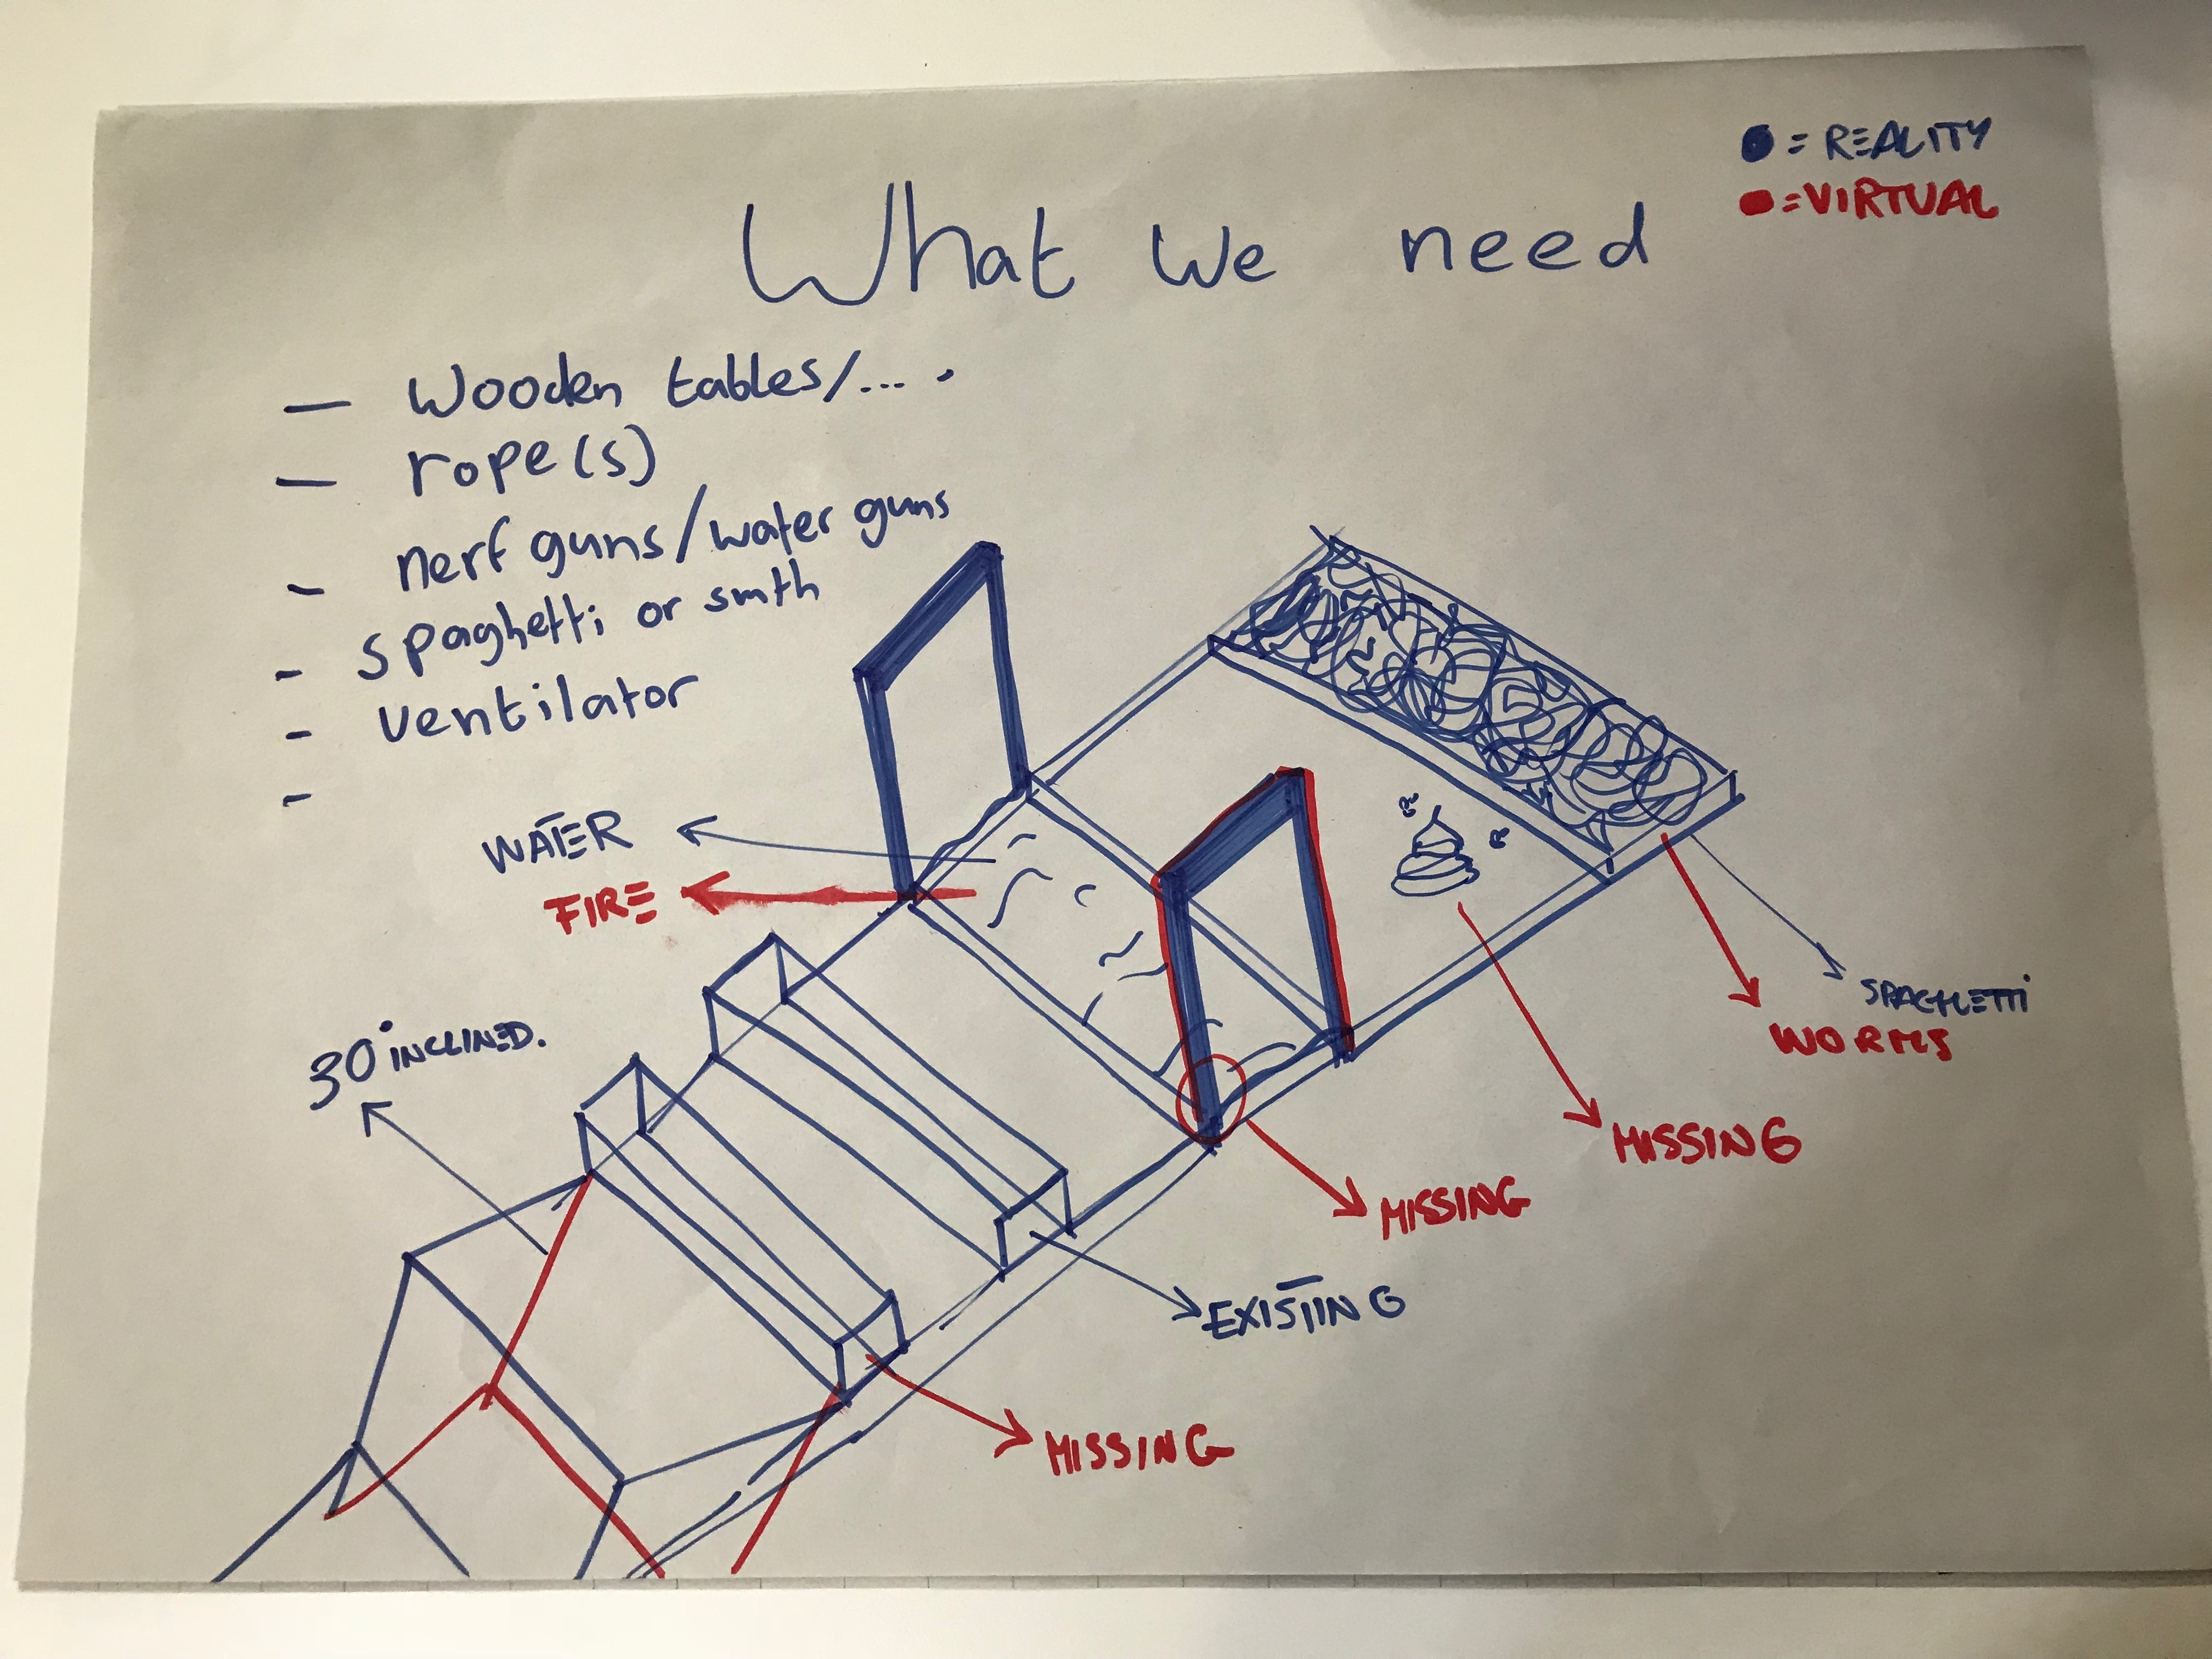 ● = REALITY
● = VIRTUAL
What we need
— Wooden tables/... .
— rope(s)
- nerf guns/water guns
- spaghetti or smth
- ventilator
-
WATER
FIRE
30° INCLINED.
SPAGHETTI
WORMS
MISSING
MISSING
EXISTING
MISSING